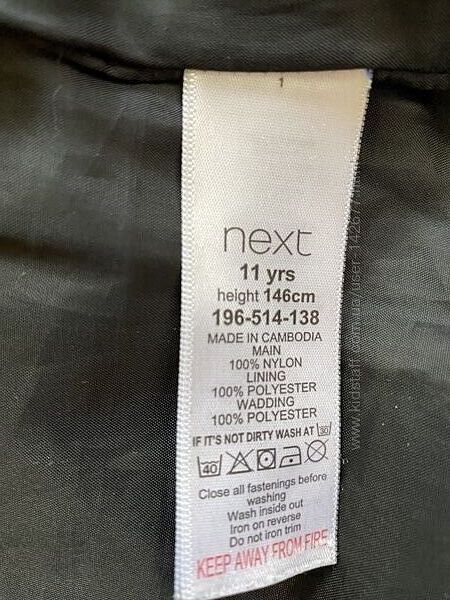 1
next
11 yrs
height 146cm
196-514-138
MADE IN CAMBODIA
MAIN
100% NYLON
LINING
100% POLYESTER
WADDING
100% POLYESTER
IF IT'S NOT DIRTY WASH AT 30
40
Close all fastenings before
washing
Wash inside out
Iron on reverse
Do not iron trim
KEEP AWAY FROM FIRE